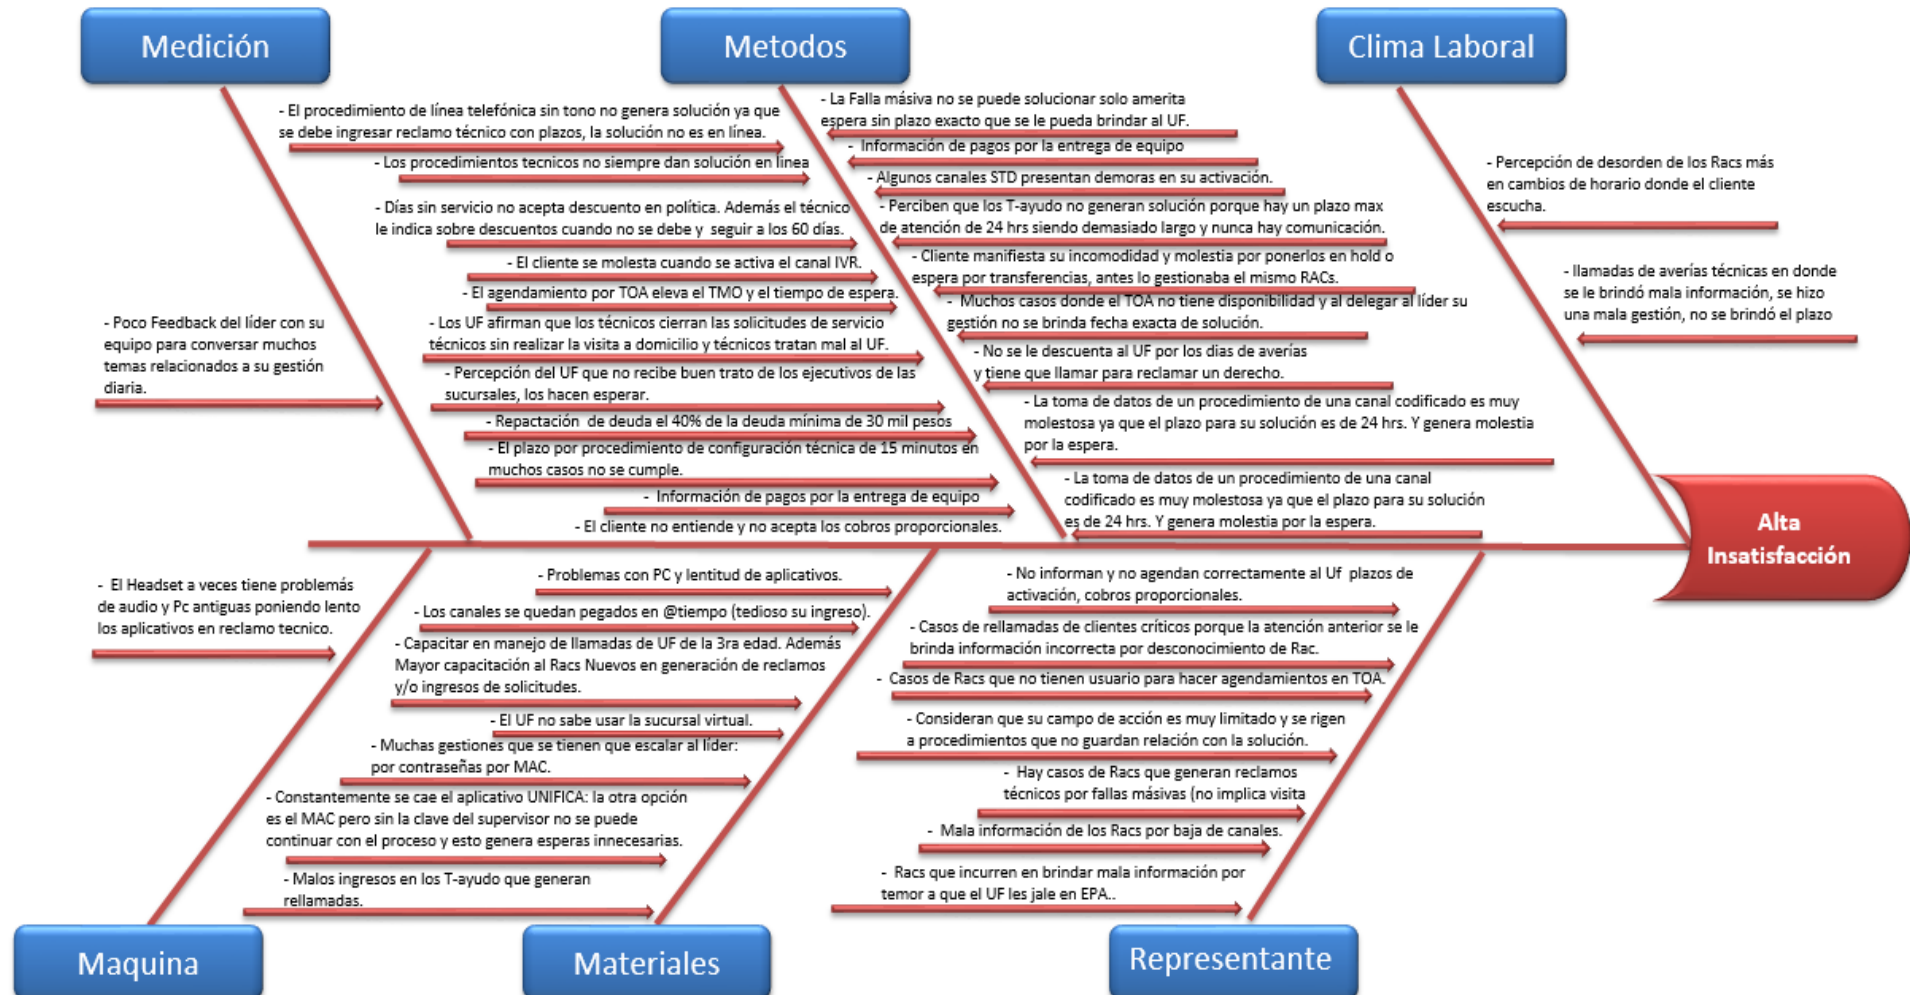 Medición
Metodos
Clima Laboral
- El procedimiento de línea telefónica sin tono no genera solución ya que
se debe ingresar reclamo técnico con plazos, la solución no es en línea.
- Los procedimientos tecnicos no siempre dan solución en linea
- Días sin servicio no acepta descuento en política. Además el técnico
le indica sobre descuentos cuando no se debe y seguir a los 60 días.
- El cliente se molesta cuando se activa el canal IVR.
- El agendamiento por TOA eleva el TMO y el tiempo de espera.
- Los UF afirman que los técnicos cierran las solicitudes de servicio
técnicos sin realizar la visita a domicilio y técnicos tratan mal al UF.
- Percepción del UF que no recibe buen trato de los ejecutivos de las
sucursales, los hacen esperar.
- Repactación de deuda el 40% de la deuda mínima de 30 mil pesos
- El plazo por procedimiento de configuración técnica de 15 minutos en
muchos casos no se cumple.
- Información de pagos por la entrega de equipo
- El cliente no entiende y no acepta los cobros proporcionales.
- Poco Feedback del líder con su
equipo para conversar muchos
temas relacionados a su gestión
diaria.
- La Falla másiva no se puede solucionar solo amerita
espera sin plazo exacto que se le pueda brindar al UF.
- Información de pagos por la entrega de equipo
- Algunos canales STD presentan demoras en su activación.
- Perciben que los T-ayudo no generan solución porque hay un plazo max
de atención de 24 hrs siendo demasiado largo y nunca hay comunicación.
- Cliente manifiesta su incomodidad y molestia por ponerlos en hold o
espera por transferencias, antes lo gestionaba el mismo RACs.
- Muchos casos donde el TOA no tiene disponibilidad y al delegar al líder su
gestión no se brinda fecha exacta de solución.
- No se le descuenta al UF por los dias de averías
y tiene que llamar para reclamar un derecho.
- La toma de datos de un procedimiento de una canal codificado es muy
molestosa ya que el plazo para su solución es de 24 hrs. Y genera molestia
por la espera.
- La toma de datos de un procedimiento de una canal
codificado es muy molestosa ya que el plazo para su solución
es de 24 hrs. Y genera molestia por la espera.
- Percepción de desorden de los Racs más
en cambios de horario donde el cliente
escucha.
- llamadas de averías técnicas en donde
se le brindó mala información, se hizo
una mala gestión, no se brindó el plazo
Alta
Insatisfacción
- El Headset a veces tiene problemás
de audio y Pc antiguas poniendo lento
los aplicativos en reclamo tecnico.
- Problemas con PC y lentitud de aplicativos.
- Los canales se quedan pegados en @tiempo (tedioso su ingreso).
- Capacitar en manejo de llamadas de UF de la 3ra edad. Además
Mayor capacitación al Racs Nuevos en generación de reclamos
y/o ingresos de solicitudes.
- El UF no sabe usar la sucursal virtual.
- Muchas gestiones que se tienen que escalar al líder:
por contraseñas por MAC.
- Constantemente se cae el aplicativo UNIFICA: la otra opción
es el MAC pero sin la clave del supervisor no se puede
continuar con el proceso y esto genera esperas innecesarias.
- Malos ingresos en los T-ayudo que generan
rellamadas.
- No informan y no agendan correctamente al Uf plazos de
activación, cobros proporcionales.
- Casos de rellamadas de clientes críticos porque la atención anterior se le
brinda información incorrecta por desconocimiento de Rac.
- Casos de Racs que no tienen usuario para hacer agendamientos en TOA.
- Consideran que su campo de acción es muy limitado y se rigen
a procedimientos que no guardan relación con la solución.
- Hay casos de Racs que generan reclamos
técnicos por fallas másivas (no implica visita
- Mala información de los Racs por baja de canales.
- Racs que incurren en brindar mala información por
temor a que el UF les jale en EPA..
Maquina
Materiales
Representante